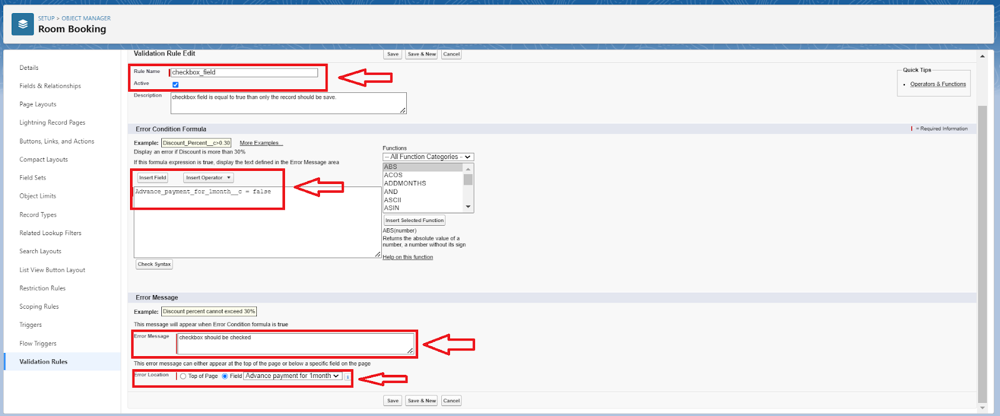 SETUP > OBJECT MANAGER
Room Booking
Details
Fields & Relationships
Page Layouts
Lightning Record Pages
Buttons, Links, and Actions
Compact Layouts
Field Sets
Object Limits
Record Types
Related Lookup Filters
Search Layouts
List View Button Layout
Restriction Rules
Scoping Rules
Triggers
Flow Triggers
Validation Rules
Validation Rule Edit
Save Save & New Cancel
Rule Name checkbox_field
Active
Description checkbox field is equal to true than only the record should be save.
Quick Tips
• Operators & Functions
Error Condition Formula
= Required Information
Example: Discount_Percent__c>0.30 More Examples...
Display an error if Discount is more than 30%
If this formula expression is true, display the text defined in the Error Message area
Insert Field Insert Operator
Advance_payment_for_1month__c = false
Functions
-- All Function Categories --
ABS
ACOS
ADDMONTHS
AND
ASCII
ASIN
Insert Selected Function
ABS(number)
Returns the absolute value of a
number, a number without its sign
Help on this function
Check Syntax
Error Message
Example: Discount percent cannot exceed 30%
This message will appear when Error Condition formula is true
Error Message checkbox should be checked
This error message can either appear at the top of the page or below a specific field on the page
Error Location Top of Page Field Advance payment for 1month i
Save Save & New Cancel